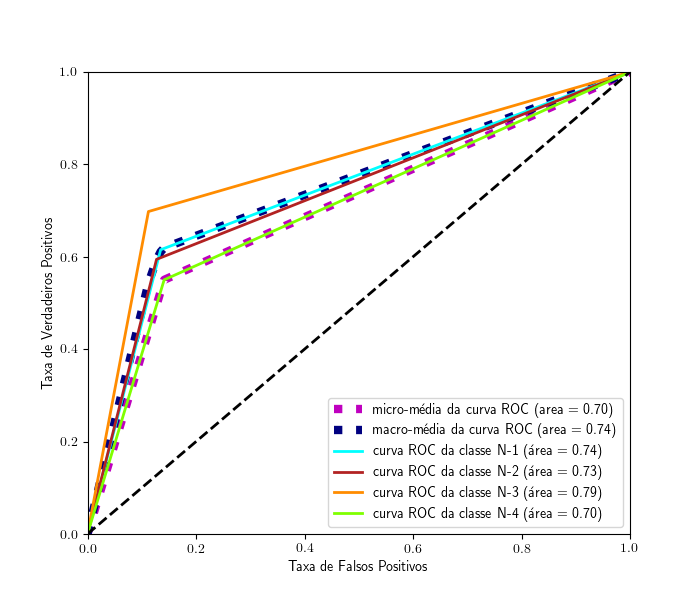 1.0
0.8
0.6
0.4
0.2
0.0
Taxa de Verdadeiros Positivos
micro-média da curva ROC (area = 0.70)
macro-média da curva ROC (area = 0.74)
curva ROC da classe N-1 (área = 0.74)
curva ROC da classe N-2 (área = 0.73)
curva ROC da classe N-3 (área = 0.79)
curva ROC da classe N-4 (área = 0.70)
0.0 0.2 0.4 0.6 0.8 1.0
Taxa de Falsos Positivos